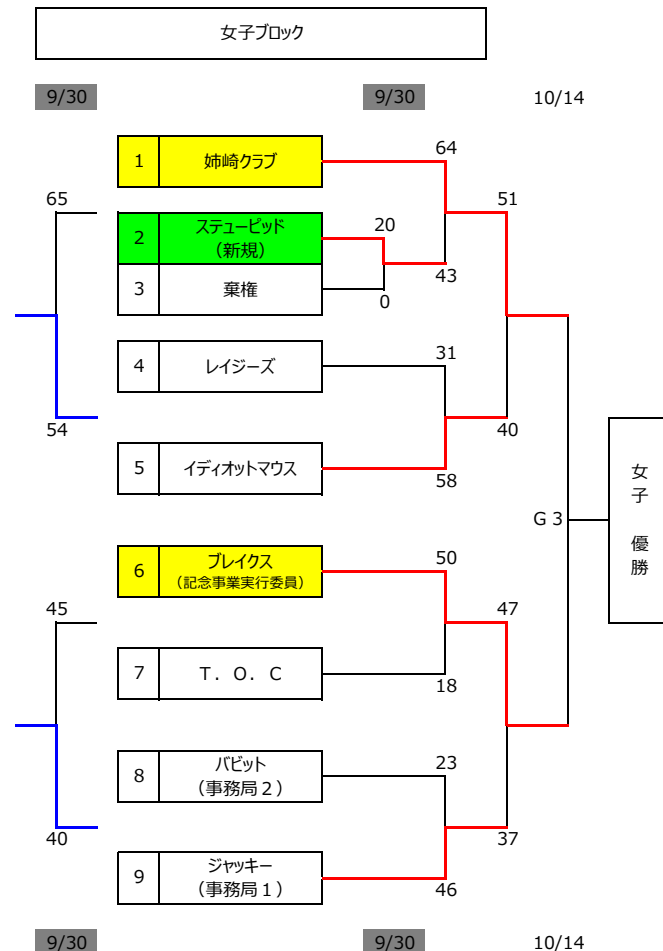 女子ブロック
9/30
9/30
10/14
1
姉崎クラブ
64
65
51
2
ステューピッド
(新規)
20
3
棄権
43
0
4
レイジーズ
31
54
40
5
イディオットマウス
58
女子 優勝
G3
6
ブレイクス
(記念事業実行委員)
50
45
47
7
T．O．C
18
8
バビット
(事務局２)
23
40
37
9
ジャッキー
(事務局１)
46
9/30
9/30
10/14